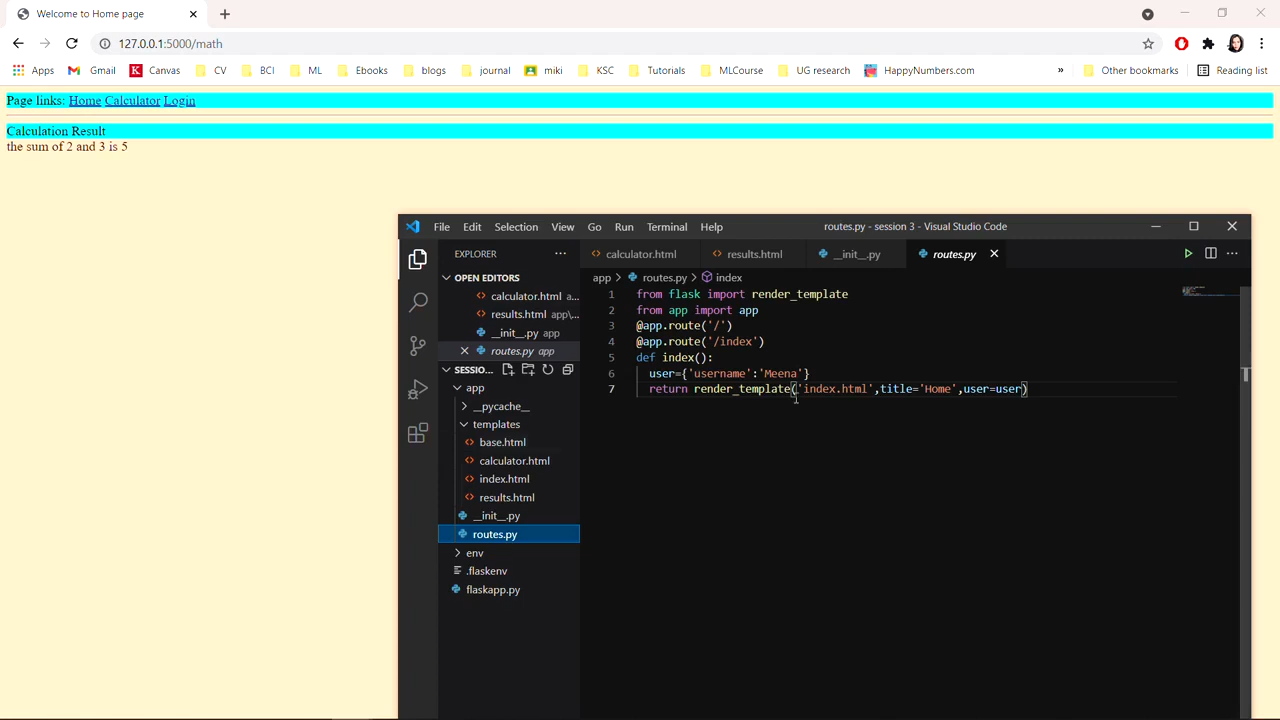 Welcome to Home page
127.0.0.1:5000/math
Apps Gmail Canvas CV BCI ML Ebooks blogs journal miki KSC Tutorials MLCourse UG research HappyNumbers.com » Other bookmarks Reading list
Page links: Home Calculator Login
Calculation Result
the sum of 2 and 3 is 5
File Edit Selection View Go Run Terminal Help routes.py - session 3 - Visual Studio Code
EXPLORER ... calculator.html results.html __init__.py routes.py
OPEN EDITORS
calculator.html a...
results.html app\...
__init__.py app
routes.py app
SESSIO...
app
__pycache__
templates
base.html
calculator.html
index.html
results.html
__init__.py
routes.py
env
.flaskenv
flaskapp.py
app > routes.py > index
1 from flask import render_template
2 from app import app
3 @app.route('/')
4 @app.route('/index')
5 def index():
6 user={'username':'Meena'}
7 return render_template('index.html',title='Home',user=user)